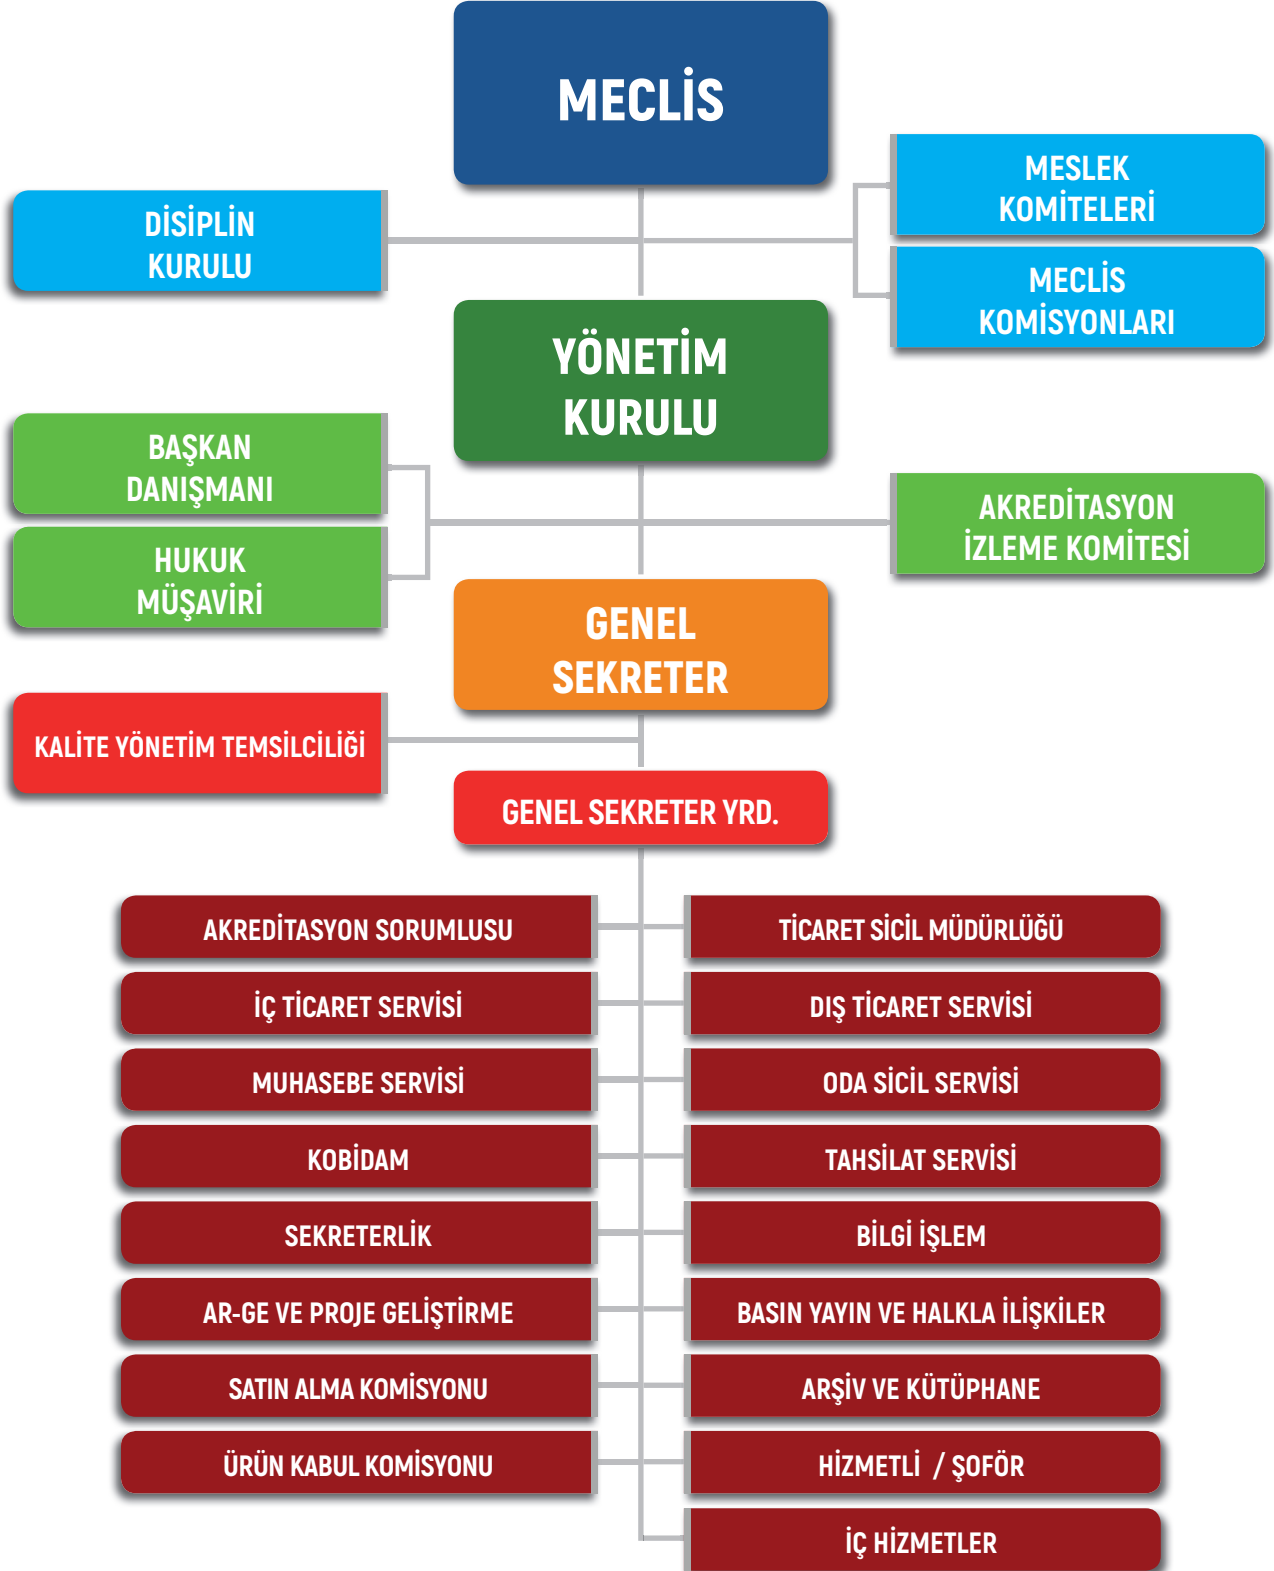 MECLİS
MESLEK
KOMİTELERİ
DİSİPLİN
KURULU
MECLİS
KOMİSYONLARI
YÖNETİM
KURULU
BAŞKAN
DANIŞMANI
AKREDİTASYON
İZLEME KOMİTESİ
HUKUK
MÜŞAVİRİ
GENEL
SEKRETER
KALİTE YÖNETİM TEMSİLCİLİĞİ
GENEL SEKRETER YRD.
AKREDİTASYON SORUMLUSU
TİCARET SİCİL MÜDÜRLÜĞÜ
İÇ TİCARET SERVİSİ
DIŞ TİCARET SERVİSİ
MUHASEBE SERVİSİ
ODA SİCİL SERVİSİ
KOBİDAM
TAHSİLAT SERVİSİ
SEKRETERLİK
BİLGİ İŞLEM
AR-GE VE PROJE GELİŞTİRME
BASIN YAYIN VE HALKLA İLİŞKİLER
SATIN ALMA KOMİSYONU
ARŞİV VE KÜTÜPHANE
ÜRÜN KABUL KOMİSYONU
HİZMETLİ / ŞOFÖR
İÇ HİZMETLER